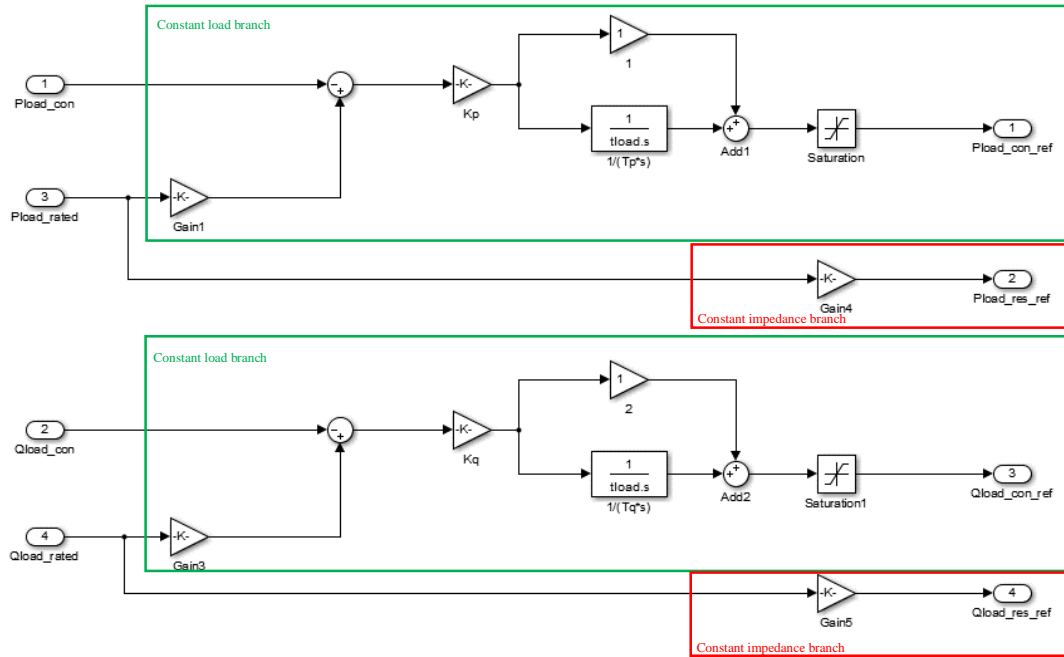 Constant load branch
1
Pload_con
-
+
-K-
Kp
1
1
1
tload.s
1/(Tp*s)
+
+
Add1
Saturation
1
Pload_con_ref
3
Pload_rated
-K-
Gain1
-K-
Gain4
2
Pload_res_ref
Constant impedance branch
Constant load branch
2
Qload_con
-
+
-K-
Kq
1
2
1
tload.s
1/(Tq*s)
+
+
Add2
Saturation1
3
Qload_con_ref
4
Qload_rated
-K-
Gain3
-K-
Gain5
4
Qload_res_ref
Constant impedance branch